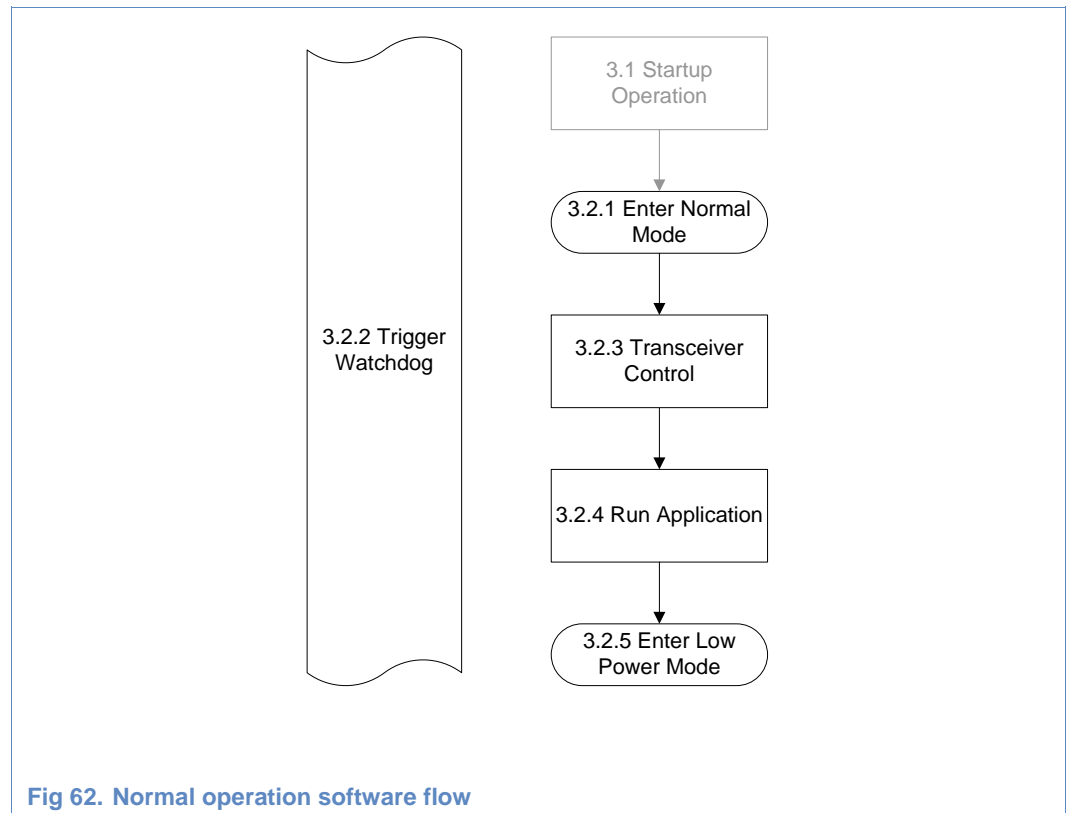 3.1 Startup
Operation
3.2.1 Enter Normal
Mode
3.2.2 Trigger
Watchdog
3.2.3 Transceiver
Control
3.2.4 Run Application
3.2.5 Enter Low
Power Mode
Fig 62. Normal operation software flow